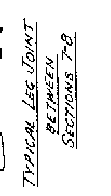 TYPICAL LEG JOINT
BETWEEN
SECTIONS 7-8